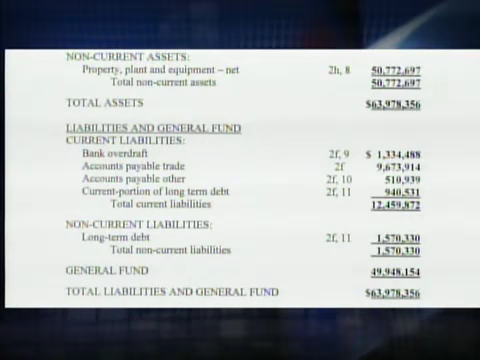 NON-CURRENT ASSETS:
Property, plant and equipment – net 2h, 8 50,772,697
Total non-current assets 50,772,697
TOTAL ASSETS $63,978,356
LIABILITIES AND GENERAL FUND
CURRENT LIABILITIES:
Bank overdraft 2f, 9 $ 1,334,488
Accounts payable trade 2f 9,673,914
Accounts payable other 2f, 10 510,939
Current-portion of long term debt 2f, 11 940,531
Total current liabilities 12,459,872
NON-CURRENT LIABILITIES:
Long-term debt 2f, 11 1,570,330
Total non-current liabilities 1,570,330
GENERAL FUND 49,948,154
TOTAL LIABILITIES AND GENERAL FUND $63,978,356